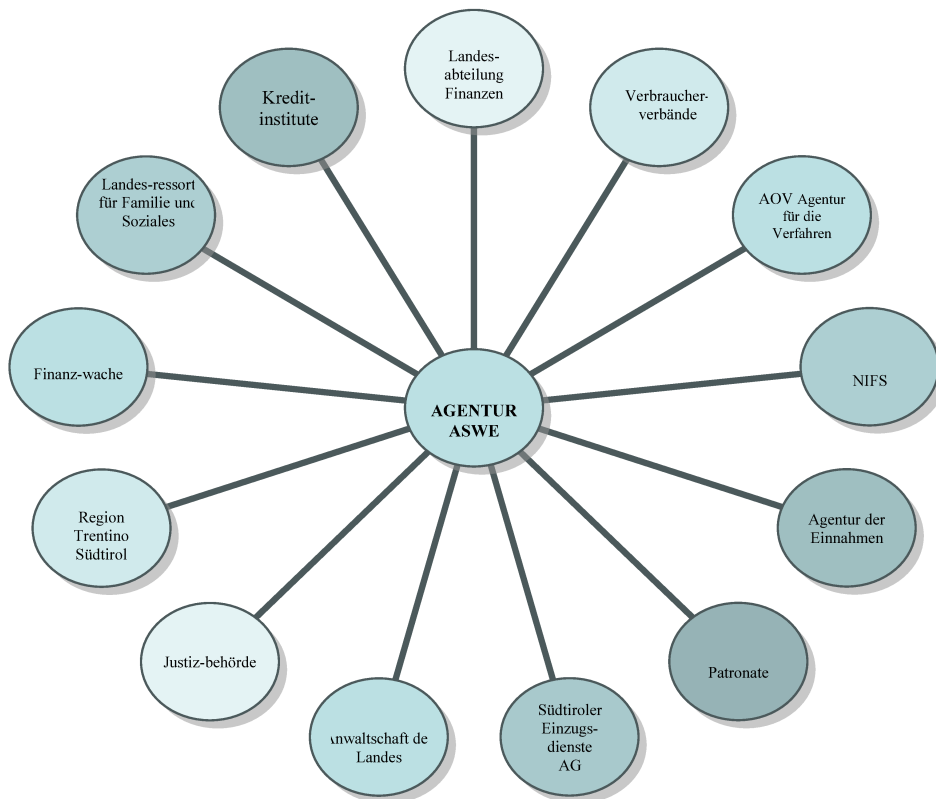 Landes-
abteilung
Finanzen
Verbraucher-
verbände
AOV Agentur
für die
Verfahren
NIFS
Agentur der
Einnahmen
Patronate
Südtiroler
Einzugs-
dienste
AG
Anwaltschaft de
Landes
Justiz-behörde
Region
Trentino
Südtirol
Finanz-wache
Landes-ressort
für Familie und
Soziales
Kredit-
institute
AGENTUR
ASWE